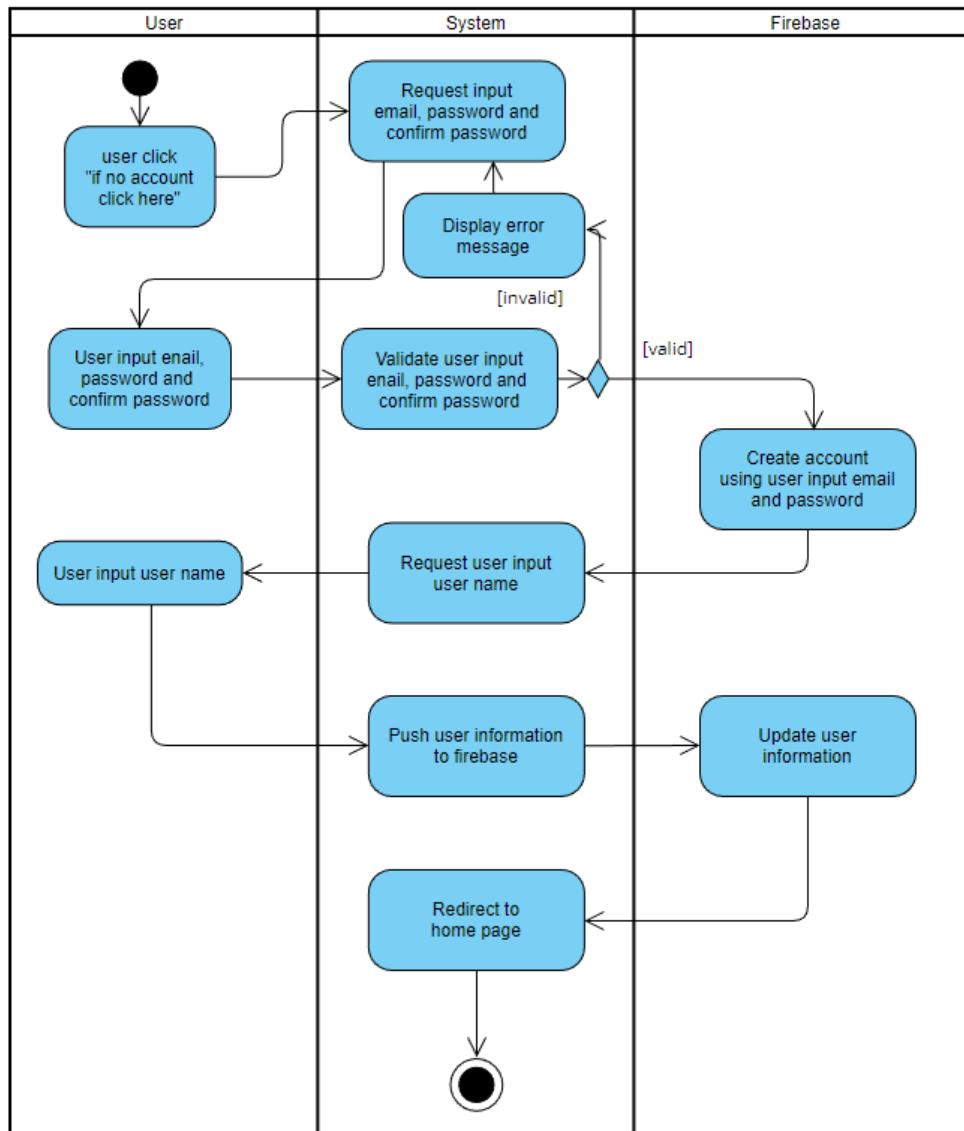 User
System
Firebase
Request input
email, password and
confirm password
user click
"if no account
click here"
Display error
message
[invalid]
[valid]
User input enail,
password and
confirm password
Validate user input
enail, password and
confirm password
Create account
using user input email
and password
User input user name
Request user input
user name
Push user information
to firebase
Update user
information
Redirect to
home page